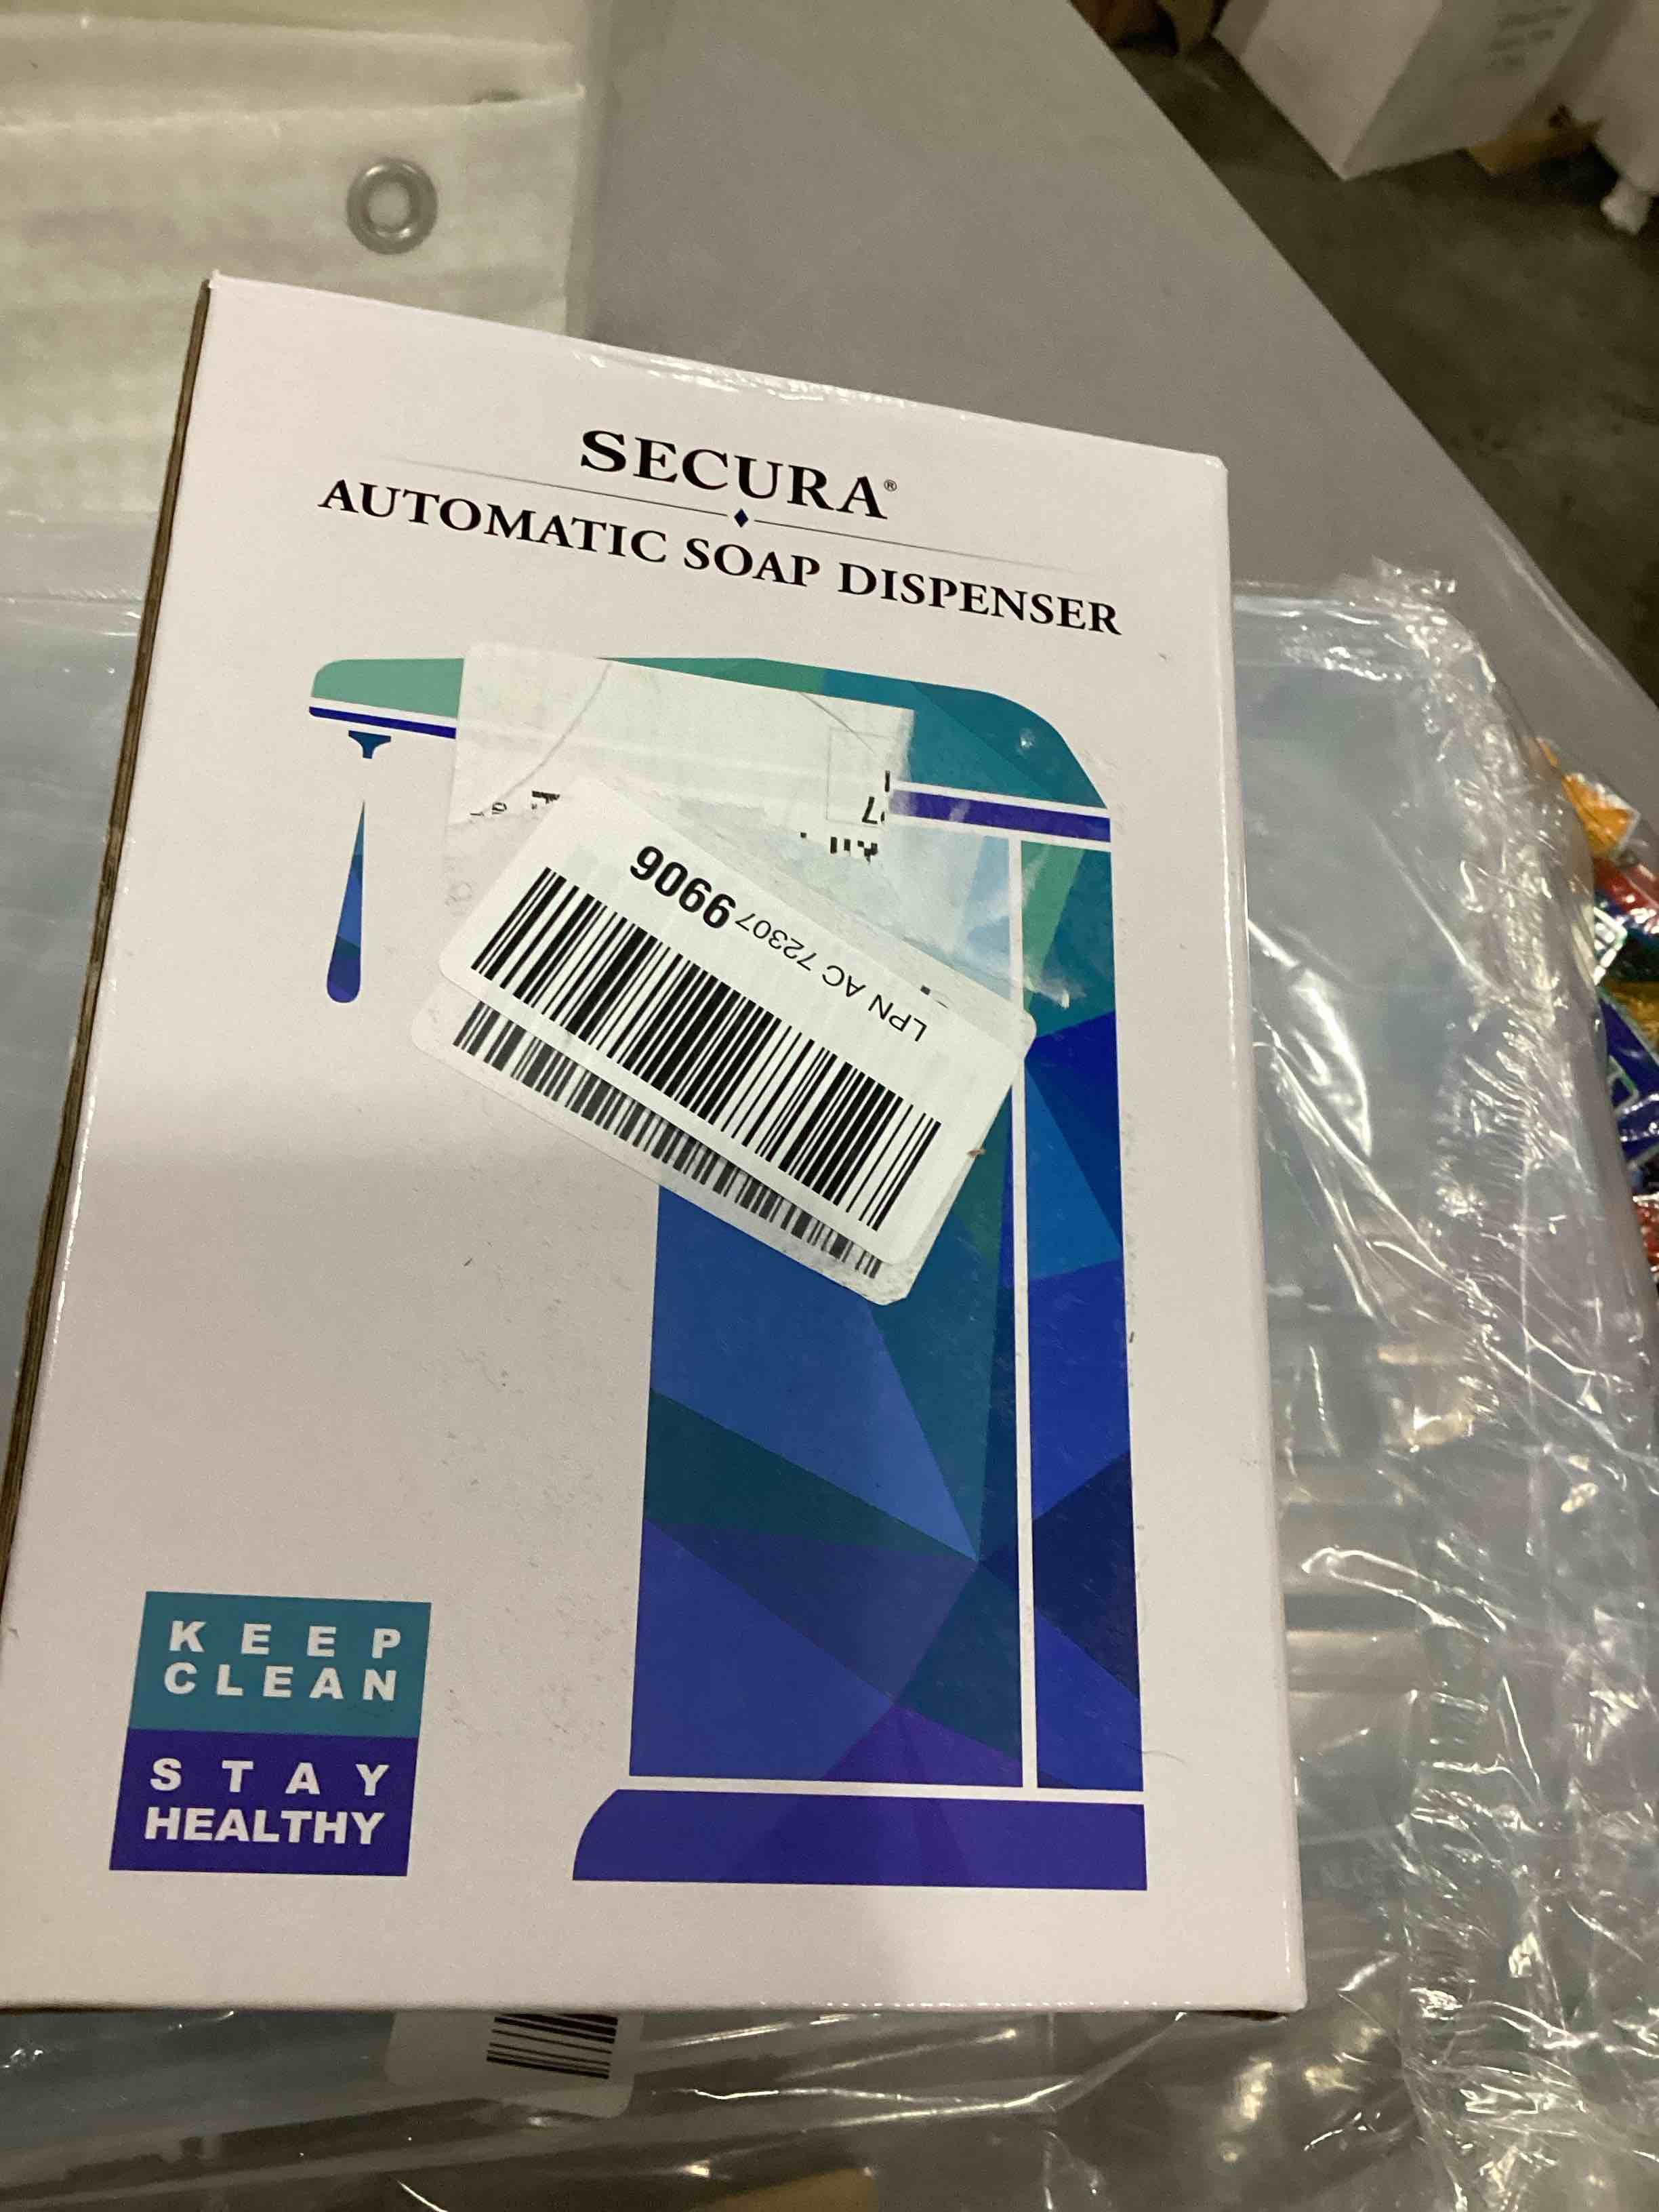 SECURA®
AUTOMATIC SOAP DISPENSER
LPN AC 72307 9906
KEEP
CLEAN
STAY
HEALTHY